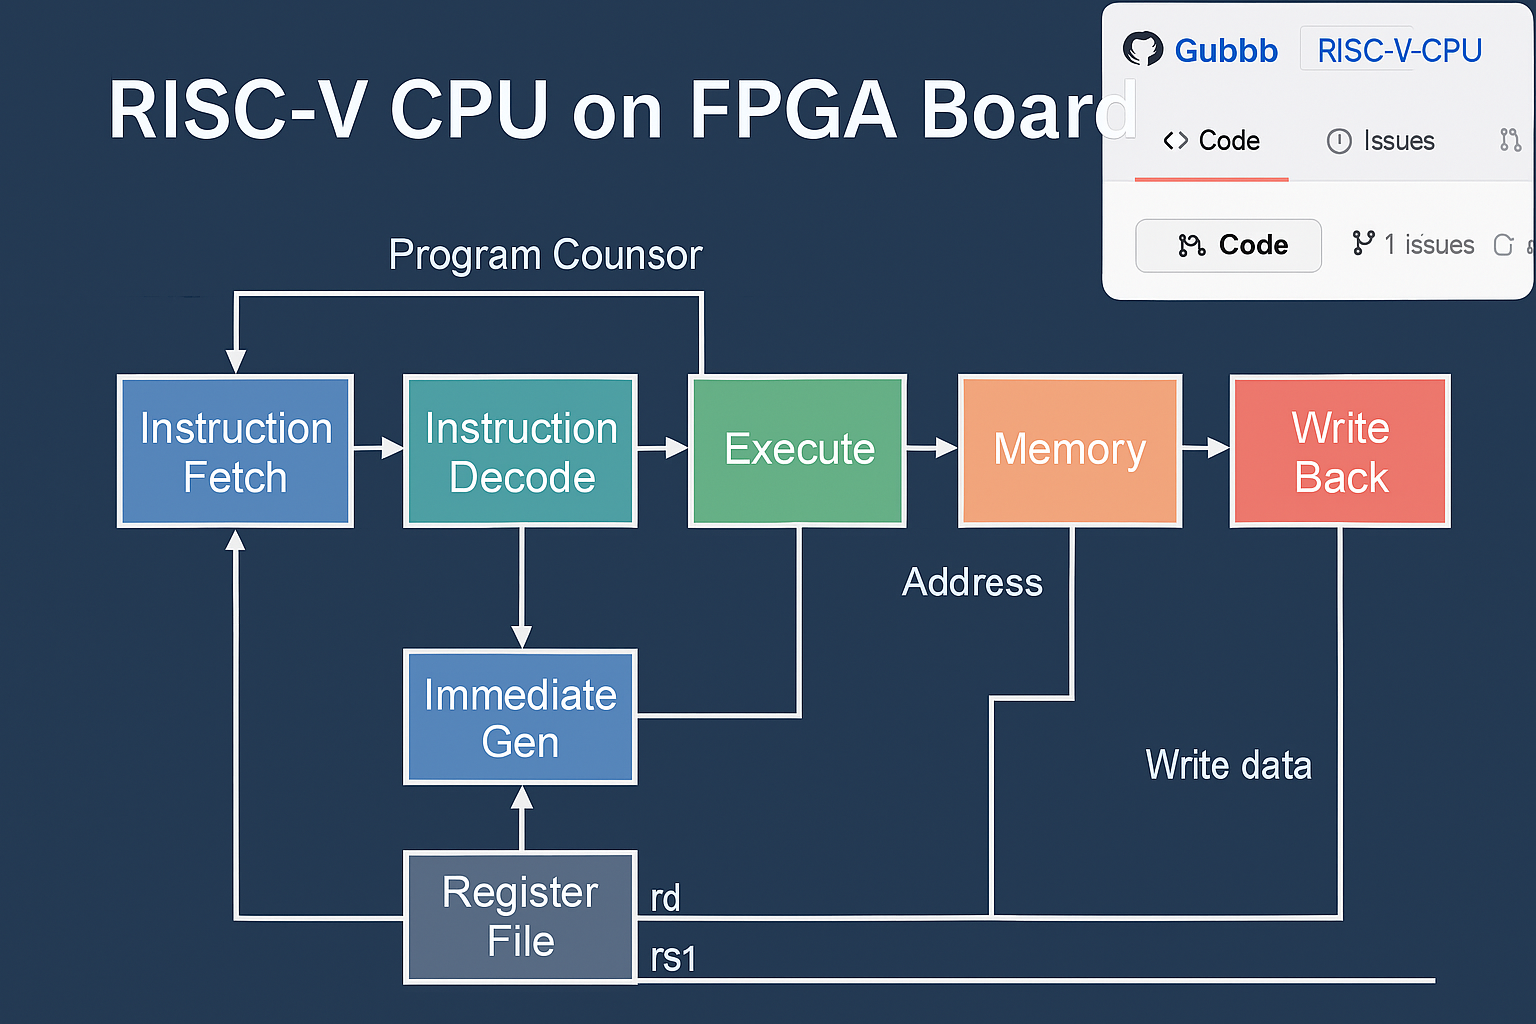 RISC-V CPU on FPGA Board
Gubbb RISC-V-CPU
Code Issues
Code 1 issues
Program Counsor
Instruction
Fetch
Instruction
Decode
Execute
Memory
Write
Back
Address
Immediate
Gen
Write data
Register
File
rd
rs1